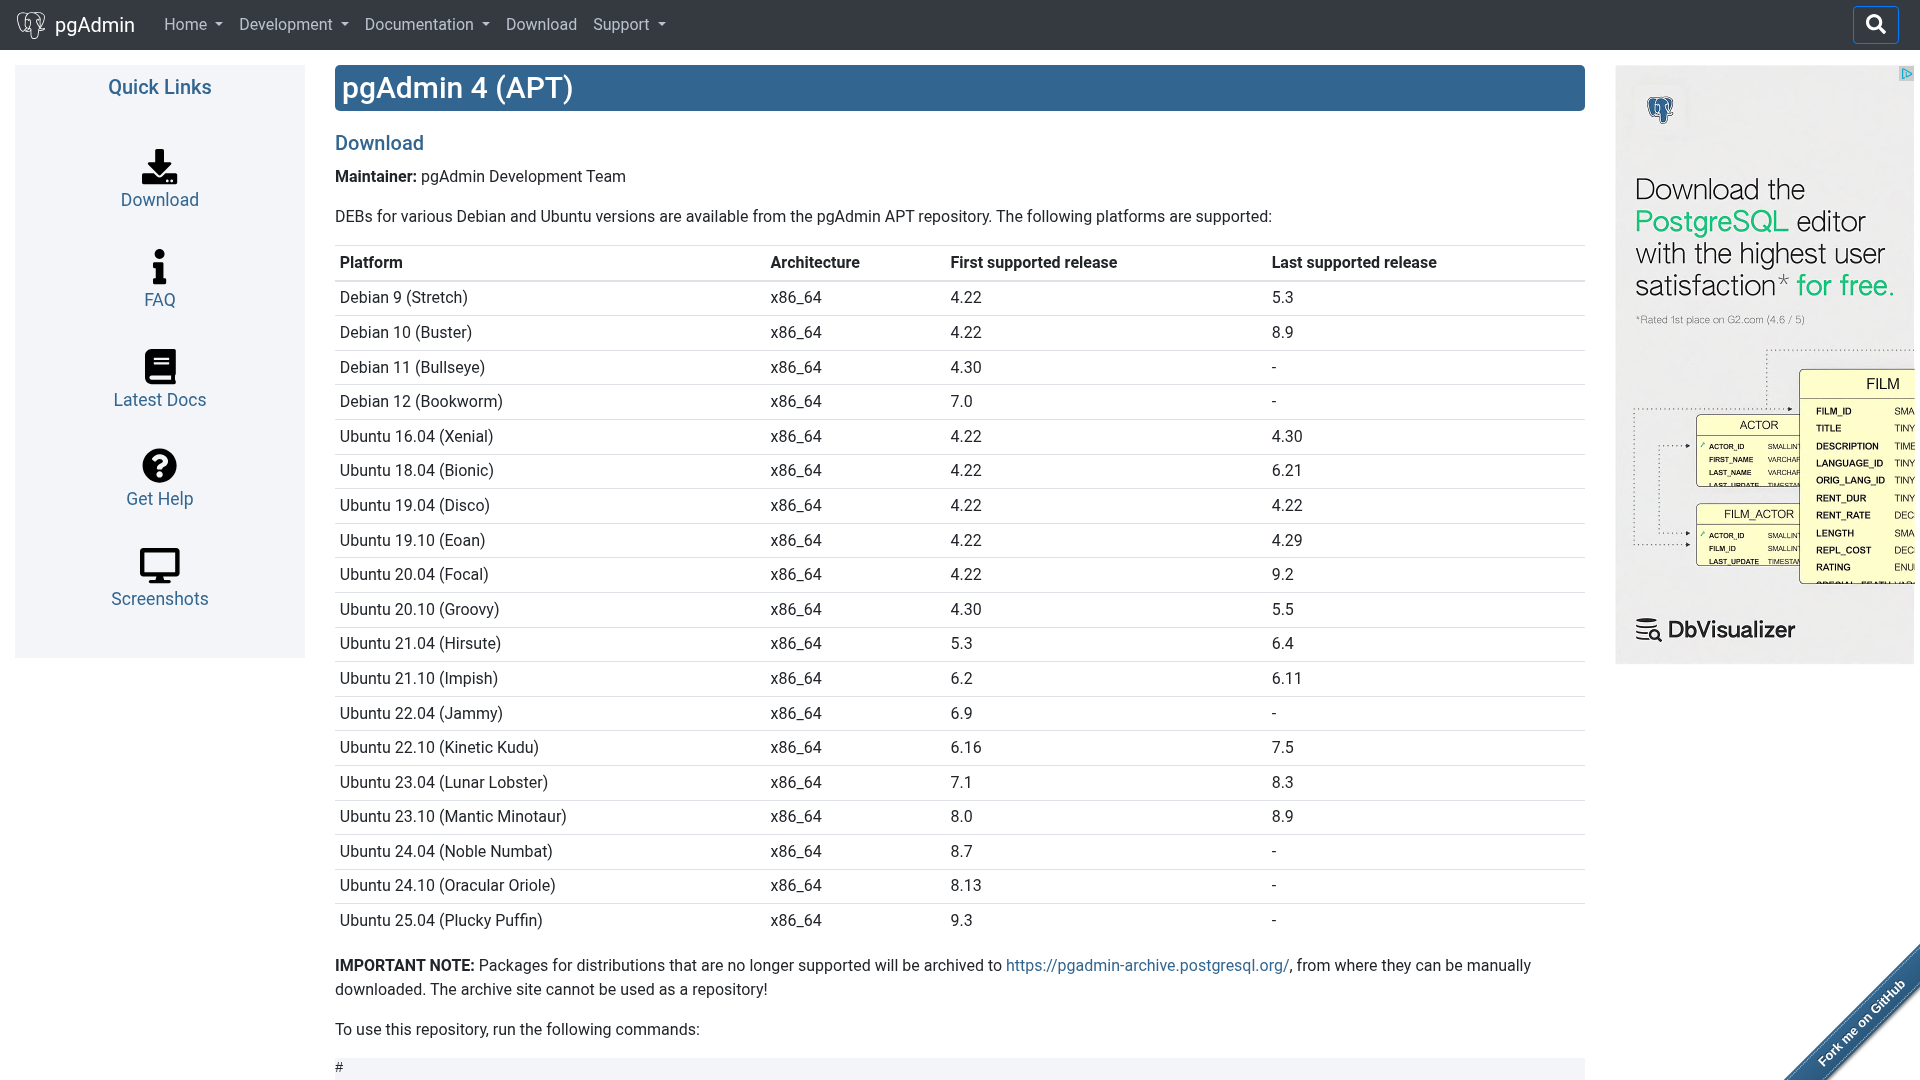 pgAdmin Home Development Documentation Download Support
Quick Links
Download
FAQ
Latest Docs
Get Help
Screenshots
pgAdmin 4 (APT)
Download
Maintainer: pgAdmin Development Team
DEBs for various Debian and Ubuntu versions are available from the pgAdmin APT repository. The following platforms are supported:
Platform Architecture First supported release Last supported release
Debian 9 (Stretch) x86_64 4.22 5.3
Debian 10 (Buster) x86_64 4.22 8.9
Debian 11 (Bullseye) x86_64 4.30 -
Debian 12 (Bookworm) x86_64 7.0 -
Ubuntu 16.04 (Xenial) x86_64 4.22 4.30
Ubuntu 18.04 (Bionic) x86_64 4.22 6.21
Ubuntu 19.04 (Disco) x86_64 4.22 4.22
Ubuntu 19.10 (Eoan) x86_64 4.22 4.29
Ubuntu 20.04 (Focal) x86_64 4.22 9.2
Ubuntu 20.10 (Groovy) x86_64 4.30 5.5
Ubuntu 21.04 (Hirsute) x86_64 5.3 6.4
Ubuntu 21.10 (Impish) x86_64 6.2 6.11
Ubuntu 22.04 (Jammy) x86_64 6.9 -
Ubuntu 22.10 (Kinetic Kudu) x86_64 6.16 7.5
Ubuntu 23.04 (Lunar Lobster) x86_64 7.1 8.3
Ubuntu 23.10 (Mantic Minotaur) x86_64 8.0 8.9
Ubuntu 24.04 (Noble Numbat) x86_64 8.7 -
Ubuntu 24.10 (Oracular Oriole) x86_64 8.13 -
Ubuntu 25.04 (Plucky Puffin) x86_64 9.3 -
IMPORTANT NOTE: Packages for distributions that are no longer supported will be archived to https://pgadmin-archive.postgresql.org/, from where they can be manually
downloaded. The archive site cannot be used as a repository!
To use this repository, run the following commands:
#
Download the
PostgreSQL editor
with the highest user
satisfaction* for free.
*Rated 1st place on G2.com (4.6 / 5)
ACTOR
ACTOR_ID SMALLINT
FIRST_NAME VARCHAR
LAST_NAME VARCHAR
LAST_UPDATE TIMESTAM
FILM_ACTOR
ACTOR_ID SMALLINT
FILM_ID SMALLINT
LAST_UPDATE TIMESTAM
FILM
FILM_ID SMA
TITLE TINY
DESCRIPTION TIME
LANGUAGE_ID TINY
ORIG_LANG_ID TINY
RENT_DUR TINY
RENT_RATE DEC
LENGTH SMA
REPL_COST DEC
RATING ENU
DbVisualizer
Fork me on GitHub